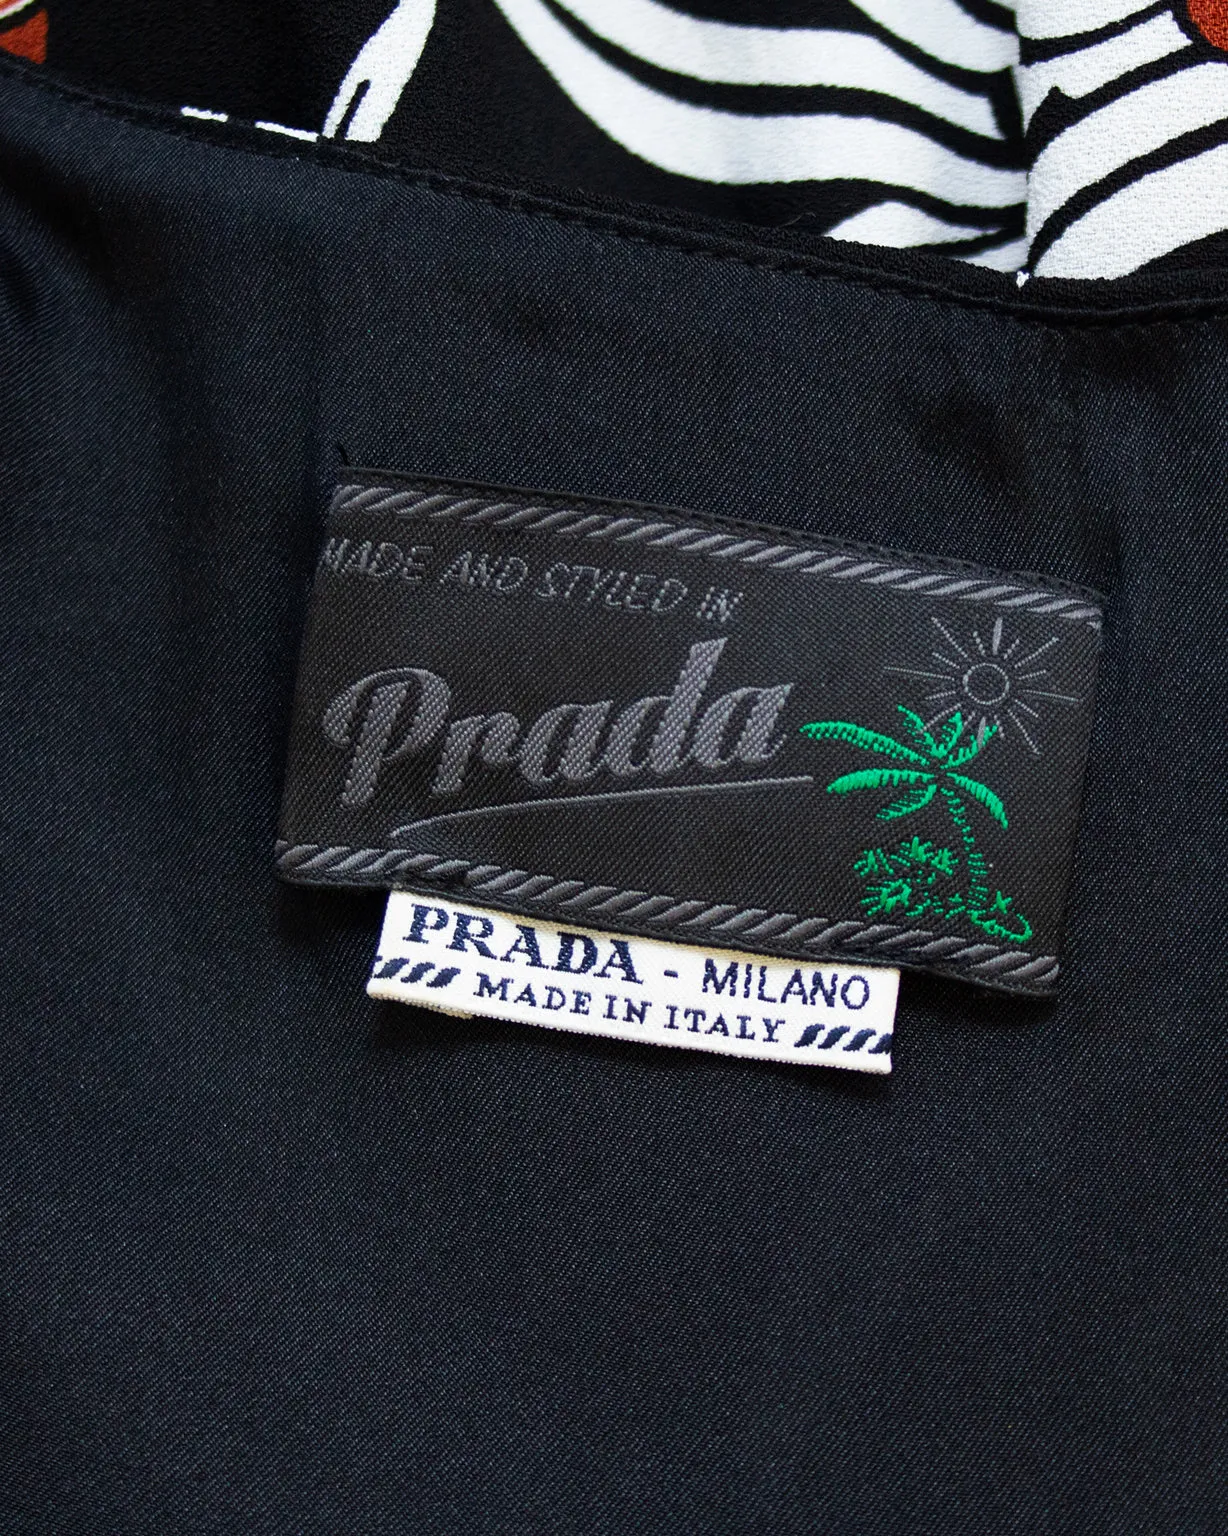 MADE AND STYLED IN
Prada
PRADA - MILANO
MADE IN ITALY